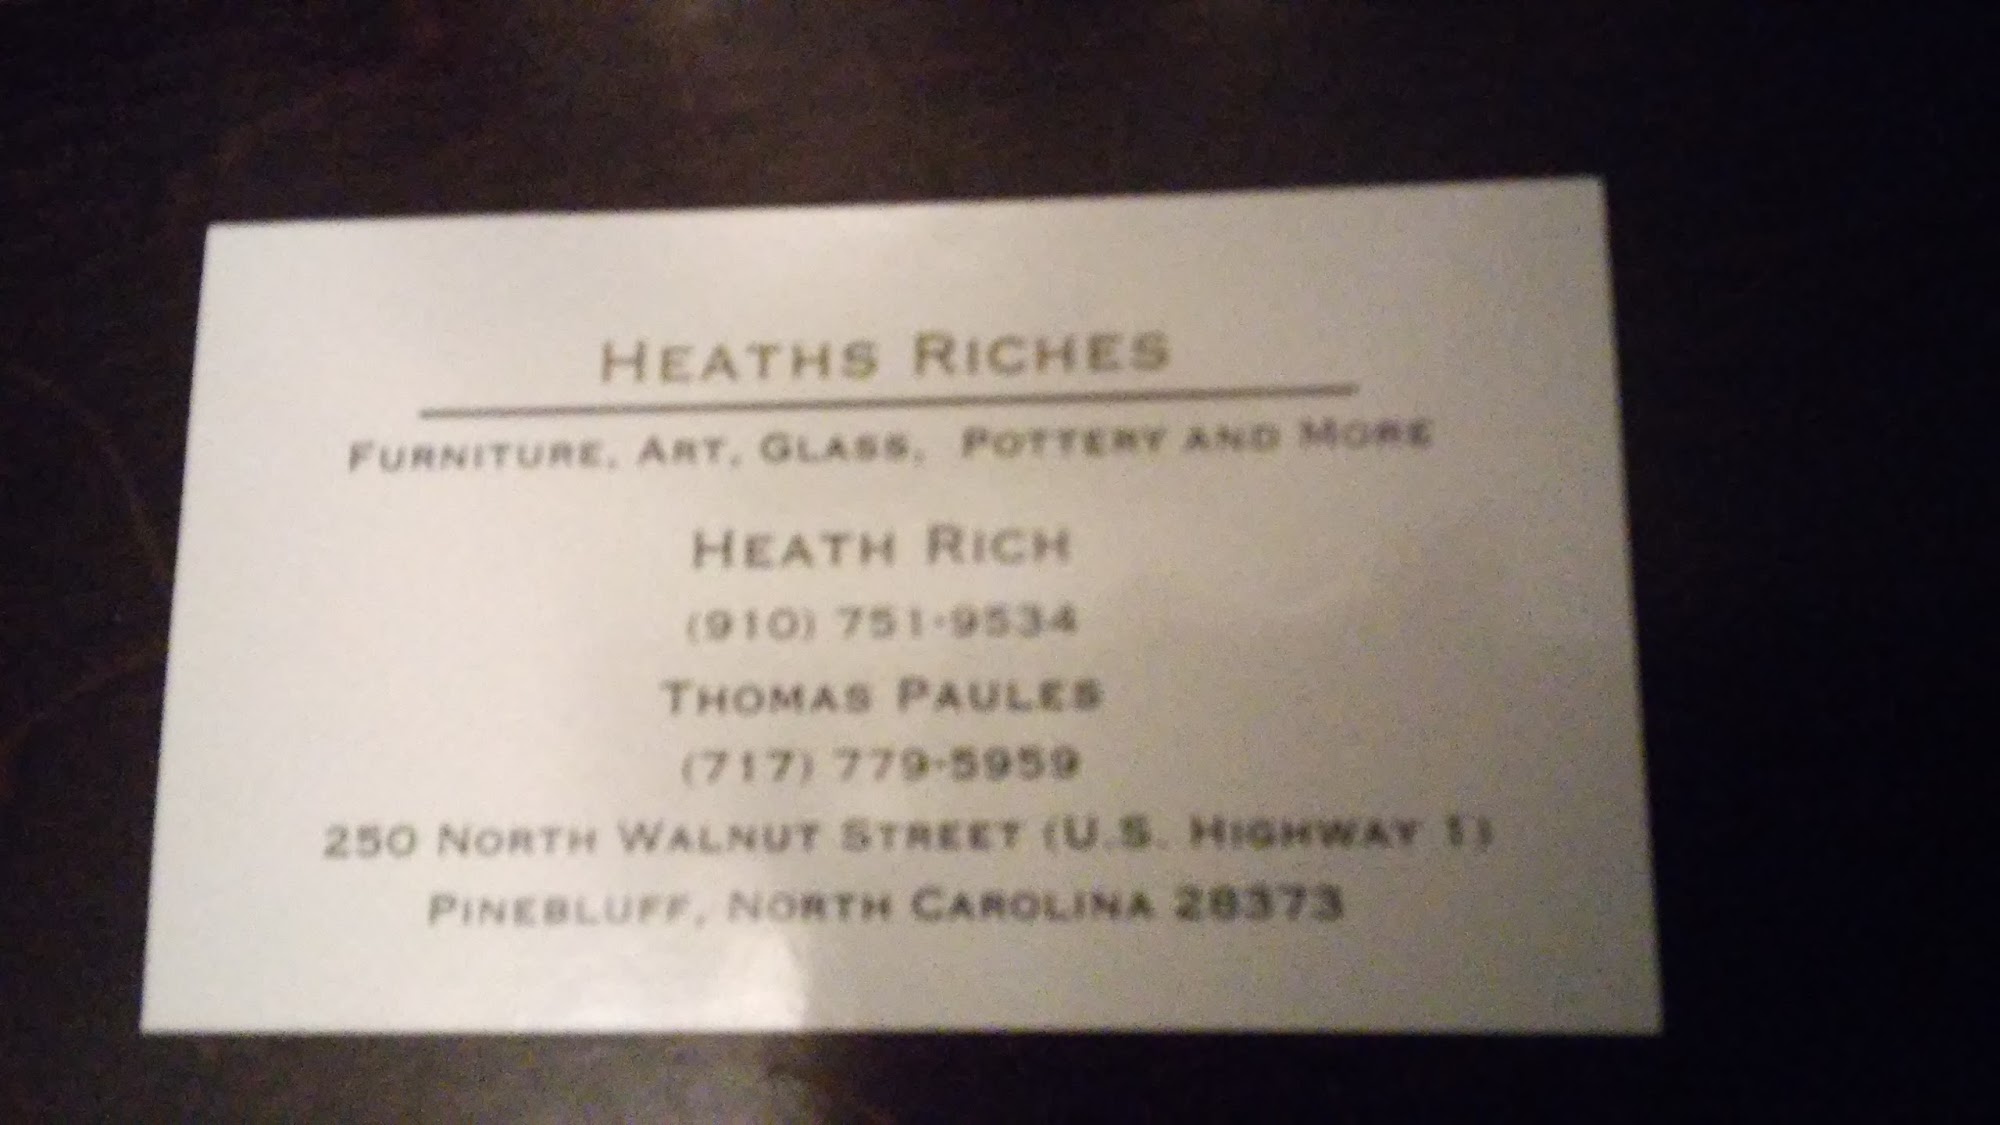 HEATHS RICHES
FURNITURE, ART, GLASS, POTTERY AND MORE
HEATH RICH
(910) 751-9534
THOMAS PAULES
(717) 779-5959
250 NORTH WALNUT STREET (U.S. HIGHWAY 1)
PINEBLUFF, NORTH CAROLINA 28373